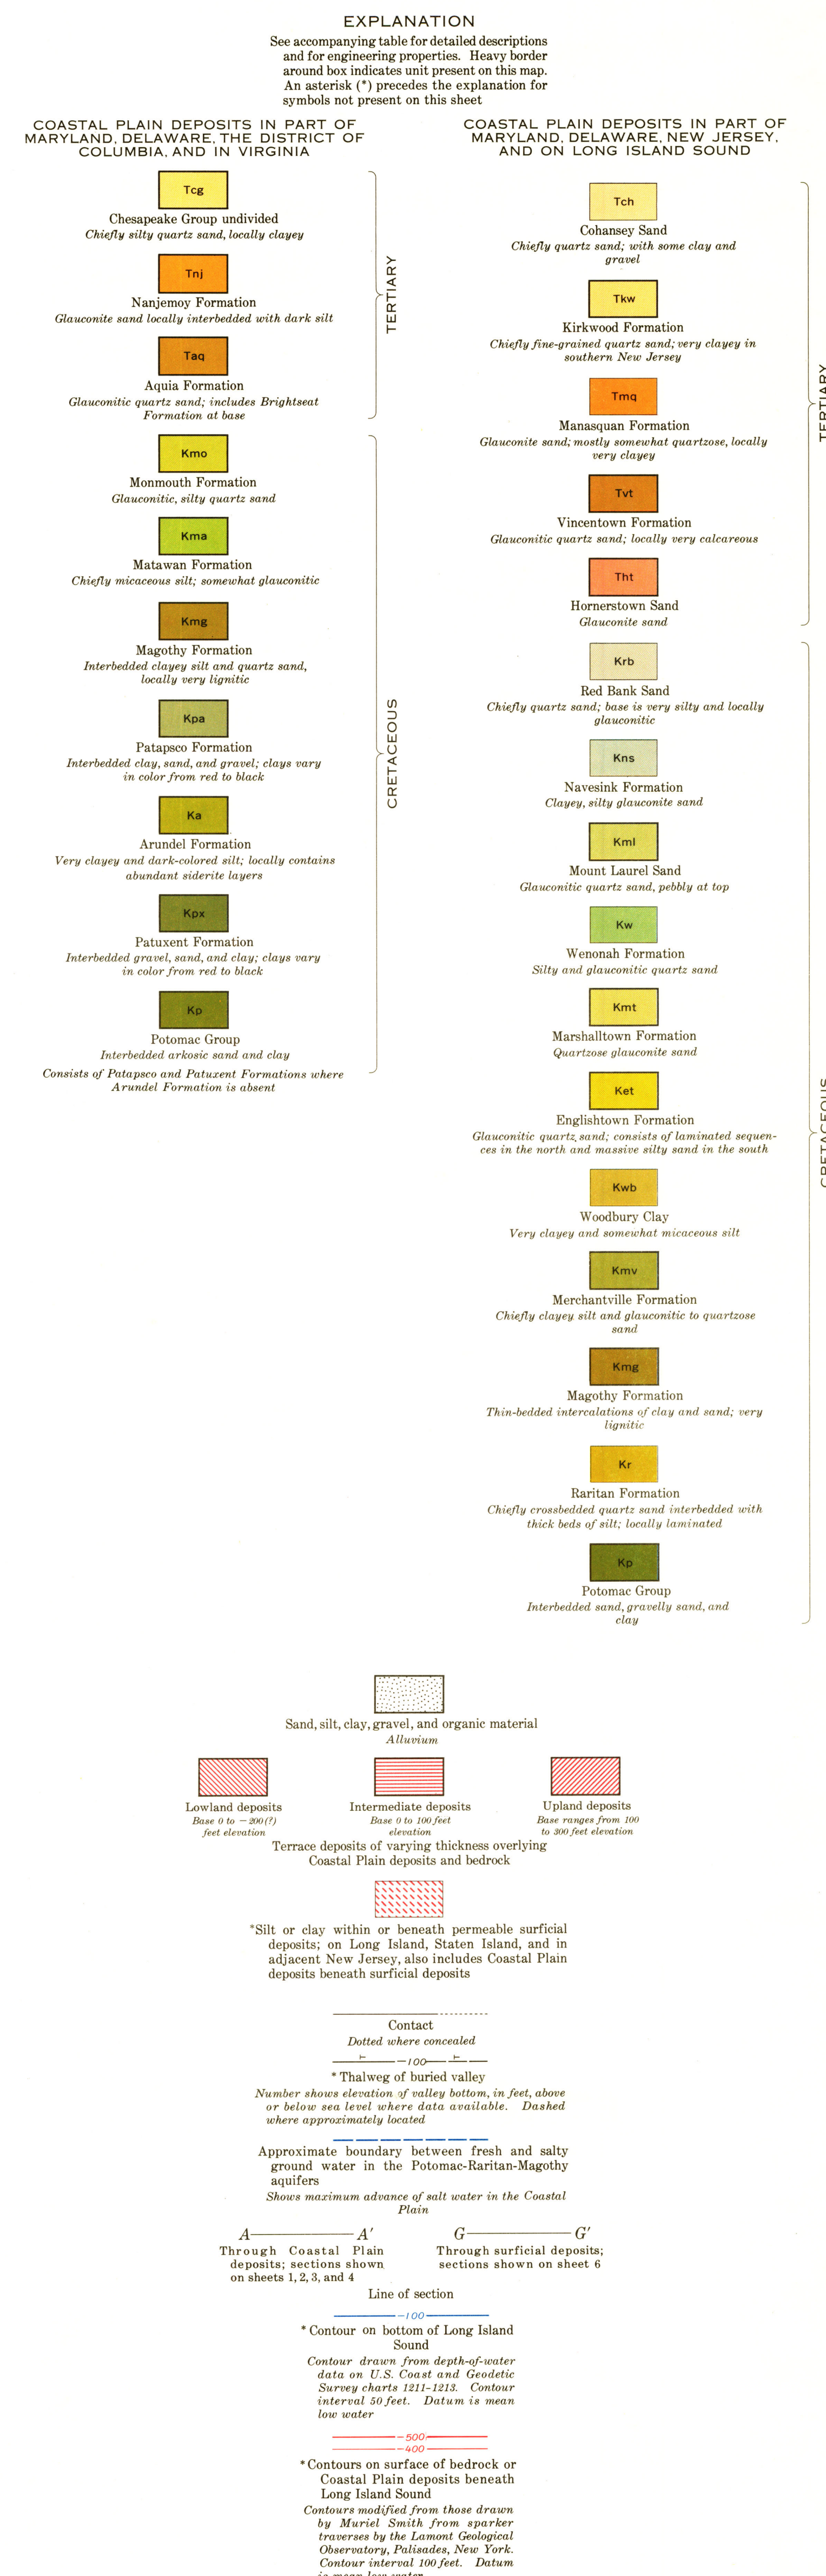 EXPLANATION
See accompanying table for detailed descriptions
and for engineering properties. Heavy border
around box indicates unit present on this map.
An asterisk (*) precedes the explanation for
symbols not present on this sheet
COASTAL PLAIN DEPOSITS IN PART OF
MARYLAND, DELAWARE, THE DISTRICT OF
COLUMBIA, AND IN VIRGINIA
Tcg
Chesapeake Group undivided
Chiefly silty quartz sand, locally clayey
Tnj
Nanjemoy Formation
Glauconite sand locally interbedded with dark silt
Taq
Aquia Formation
Glauconitic quartz sand; includes Brightseat
Formation at base
TERTIARY
Kmo
Monmouth Formation
Glauconitic, silty quartz sand
Kma
Matawan Formation
Chiefly micaceous silt; somewhat glauconitic
Kmg
Magothy Formation
Interbedded clayey silt and quartz sand,
locally very lignitic
Kpa
Patapsco Formation
Interbedded clay, sand, and gravel; clays vary
in color from red to black
Ka
Arundel Formation
Very clayey and dark-colored silt; locally contains
abundant siderite layers
Kpx
Patuxent Formation
Interbedded gravel, sand, and clay; clays vary
in color from red to black
Kp
Potomac Group
Interbedded arkosic sand and clay
Consists of Patapsco and Patuxent Formations where
Arundel Formation is absent
CRETACEOUS
COASTAL PLAIN DEPOSITS IN PART OF
MARYLAND, DELAWARE, NEW JERSEY,
AND ON LONG ISLAND SOUND
Tch
Cohansey Sand
Chiefly quartz sand; with some clay and
gravel
Tkw
Kirkwood Formation
Chiefly fine-grained quartz sand; very clayey in
southern New Jersey
Tmq
Manasquan Formation
Glauconite sand; mostly somewhat quartzose, locally
very clayey
Tvt
Vincentown Formation
Glauconitic quartz sand; locally very calcareous
Tht
Hornerstown Sand
Glauconite sand
TERTIARY
Krb
Red Bank Sand
Chiefly quartz sand; base is very silty and locally
glauconitic
Kns
Navesink Formation
Clayey, silty glauconite sand
Kml
Mount Laurel Sand
Glauconitic quartz sand, pebbly at top
Kw
Wenonah Formation
Silty and glauconitic quartz sand
Kmt
Marshalltown Formation
Quartzose glauconite sand
Ket
Englishtown Formation
Glauconitic quartz sand; consists of laminated sequen-
ces in the north and massive silty sand in the south
Kwb
Woodbury Clay
Very clayey and somewhat micaceous silt
Kmv
Merchantville Formation
Chiefly clayey silt and glauconitic to quartzose
sand
Kmg
Magothy Formation
Thin-bedded intercalations of clay and sand; very
lignitic
Kr
Raritan Formation
Chiefly crossbedded quartz sand interbedded with
thick beds of silt; locally laminated
Kp
Potomac Group
Interbedded sand, gravelly sand, and
clay
CRETACEOUS
Sand, silt, clay, gravel, and organic material
Alluvium
Lowland deposits
Base 0 to −200(?)
feet elevation
Intermediate deposits
Base 0 to 100 feet
elevation
Upland deposits
Base ranges from 100
to 300 feet elevation
Terrace deposits of varying thickness overlying
Coastal Plain deposits and bedrock
*Silt or clay within or beneath permeable surficial
deposits; on Long Island, Staten Island, and in
adjacent New Jersey, also includes Coastal Plain
deposits beneath surficial deposits
Contact
Dotted where concealed
−100
* Thalweg of buried valley
Number shows elevation of valley bottom, in feet, above
or below sea level where data available. Dashed
where approximately located
Approximate boundary between fresh and salty
ground water in the Potomac-Raritan-Magothy
aquifers
Shows maximum advance of salt water in the Coastal
Plain
A A′
Through Coastal Plain
deposits; sections shown
on sheets 1, 2, 3, and 4
G G′
Through surficial deposits;
sections shown on sheet 6
Line of section
−100
* Contour on bottom of Long Island
Sound
Contour drawn from depth-of-water
data on U.S. Coast and Geodetic
Survey charts 1211-1213. Contour
interval 50 feet. Datum is mean
low water
−500
−400
* Contours on surface of bedrock or
Coastal Plain deposits beneath
Long Island Sound
Contours modified from those drawn
by Muriel Smith from sparker
traverses by the Lamont Geological
Observatory, Palisades, New York.
Contour interval 100 feet. Datum
is mean low water